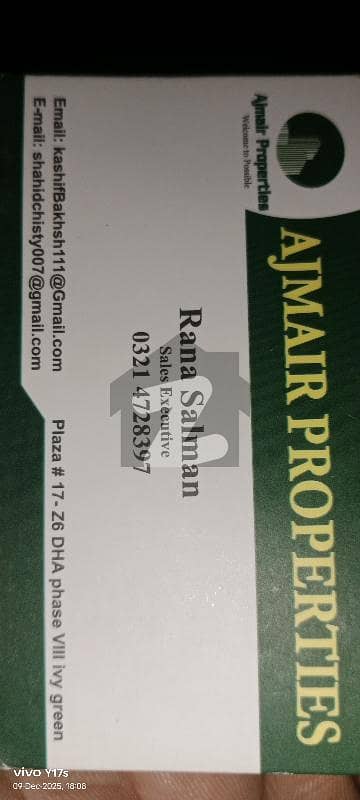 AJMAIR PROPERTIES
Ajmair Properties
Welcome to Possible
Rana Salman
Sales Executive
0321 4728397
Plaza # 17- Z6 DHA phase VIII ivy green
Email: kashifBakhsh111@Gmail.com
E-mail: shahidchisty007@gmail.com
vivo Y17s
09-Dec-2025, 18:08